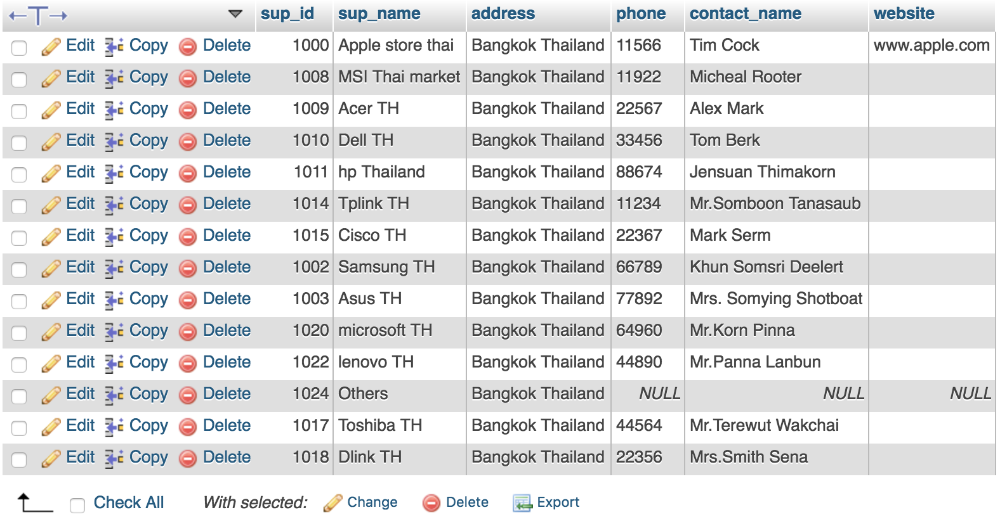 sup_id sup_name address phone contact_name website
Edit Copy Delete 1000 Apple store thai Bangkok Thailand 11566 Tim Cock www.apple.com
Edit Copy Delete 1008 MSI Thai market Bangkok Thailand 11922 Micheal Rooter
Edit Copy Delete 1009 Acer TH Bangkok Thailand 22567 Alex Mark
Edit Copy Delete 1010 Dell TH Bangkok Thailand 33456 Tom Berk
Edit Copy Delete 1011 hp Thailand Bangkok Thailand 88674 Jensuan Thimakorn
Edit Copy Delete 1014 Tplink TH Bangkok Thailand 11234 Mr.Somboon Tanasaub
Edit Copy Delete 1015 Cisco TH Bangkok Thailand 22367 Mark Serm
Edit Copy Delete 1002 Samsung TH Bangkok Thailand 66789 Khun Somsri Deelert
Edit Copy Delete 1003 Asus TH Bangkok Thailand 77892 Mrs. Somying Shotboat
Edit Copy Delete 1020 microsoft TH Bangkok Thailand 64960 Mr.Korn Pinna
Edit Copy Delete 1022 lenovo TH Bangkok Thailand 44890 Mr.Panna Lanbun
Edit Copy Delete 1024 Others Bangkok Thailand NULL NULL NULL
Edit Copy Delete 1017 Toshiba TH Bangkok Thailand 44564 Mr.Terewut Wakchai
Edit Copy Delete 1018 Dlink TH Bangkok Thailand 22356 Mrs.Smith Sena
Check All With selected: Change Delete Export